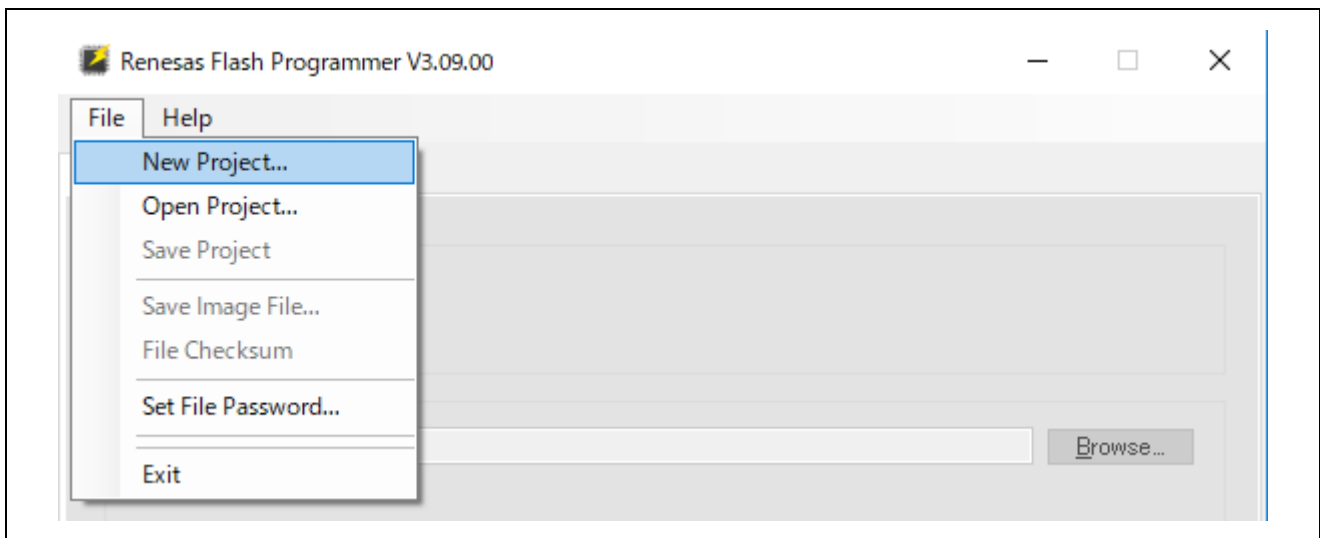 Renesas Flash Programmer V3.09.00
File Help
New Project...
Open Project...
Save Project
Save Image File...
File Checksum
Set File Password...
Browse...
Exit